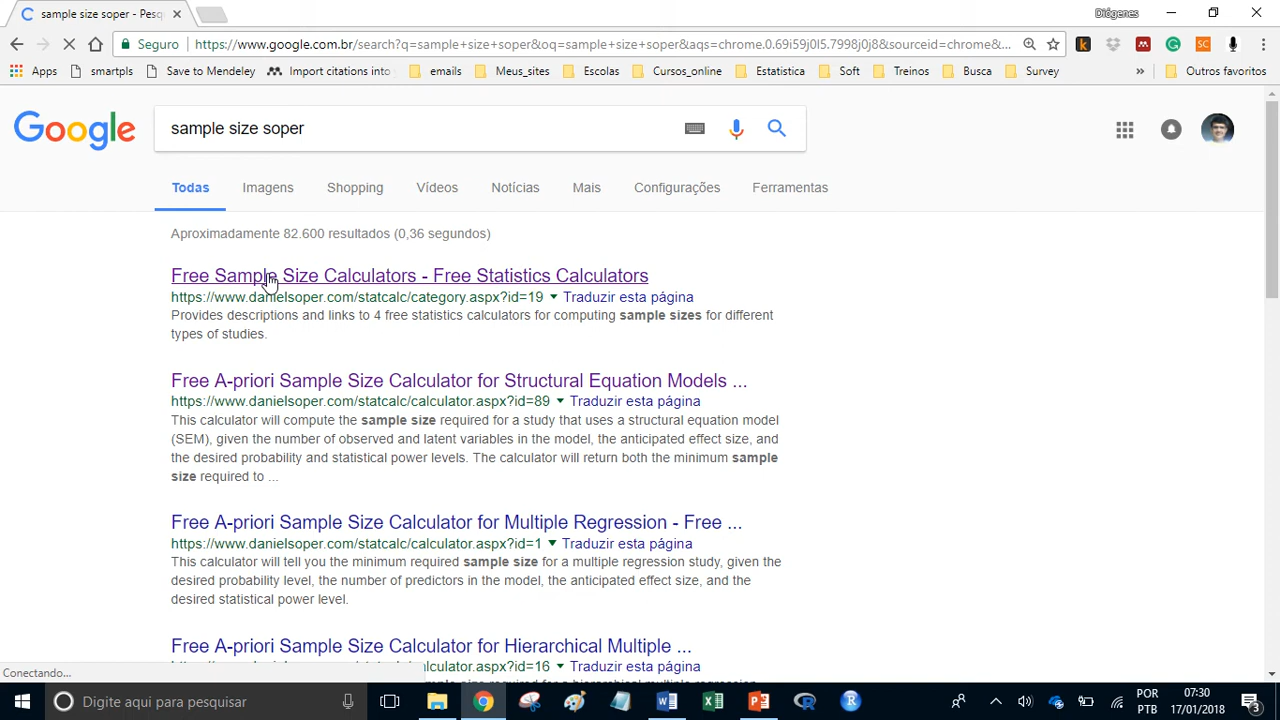 sample size soper - Pesq
Diógenes
Seguro
https://www.google.com.br/search?q=sample+size+soper&oq=sample+size+soper&aqs=chrome.0.69i59j0l5.7998j0j8&sourceid=chrome&...
Apps smartpls Save to Mendeley Import citations into emails Meus_sites Escolas Cursos_online Estatistica Soft Treinos Busca Survey » Outros favoritos
Google
sample size soper
Todas Imagens Shopping Vídeos Notícias Mais Configurações Ferramentas
Aproximadamente 82.600 resultados (0,36 segundos)
Free Sample Size Calculators - Free Statistics Calculators
https://www.danielsoper.com/statcalc/category.aspx?id=19 Traduzir esta página
Provides descriptions and links to 4 free statistics calculators for computing sample sizes for different
types of studies.
Free A-priori Sample Size Calculator for Structural Equation Models ...
https://www.danielsoper.com/statcalc/calculator.aspx?id=89 Traduzir esta página
This calculator will compute the sample size required for a study that uses a structural equation model
(SEM), given the number of observed and latent variables in the model, the anticipated effect size, and
the desired probability and statistical power levels. The calculator will return both the minimum sample
size required to ...
Free A-priori Sample Size Calculator for Multiple Regression - Free ...
https://www.danielsoper.com/statcalc/calculator.aspx?id=1 Traduzir esta página
This calculator will tell you the minimum required sample size for a multiple regression study, given the
desired probability level, the number of predictors in the model, the anticipated effect size, and the
desired statistical power level.
Free A-priori Sample Size Calculator for Hierarchical Multiple ...
alculator.aspx?id=16 Traduzir esta página
Conectando...
Digite aqui para pesquisar
POR 07:30
PTB 17/01/2018
3